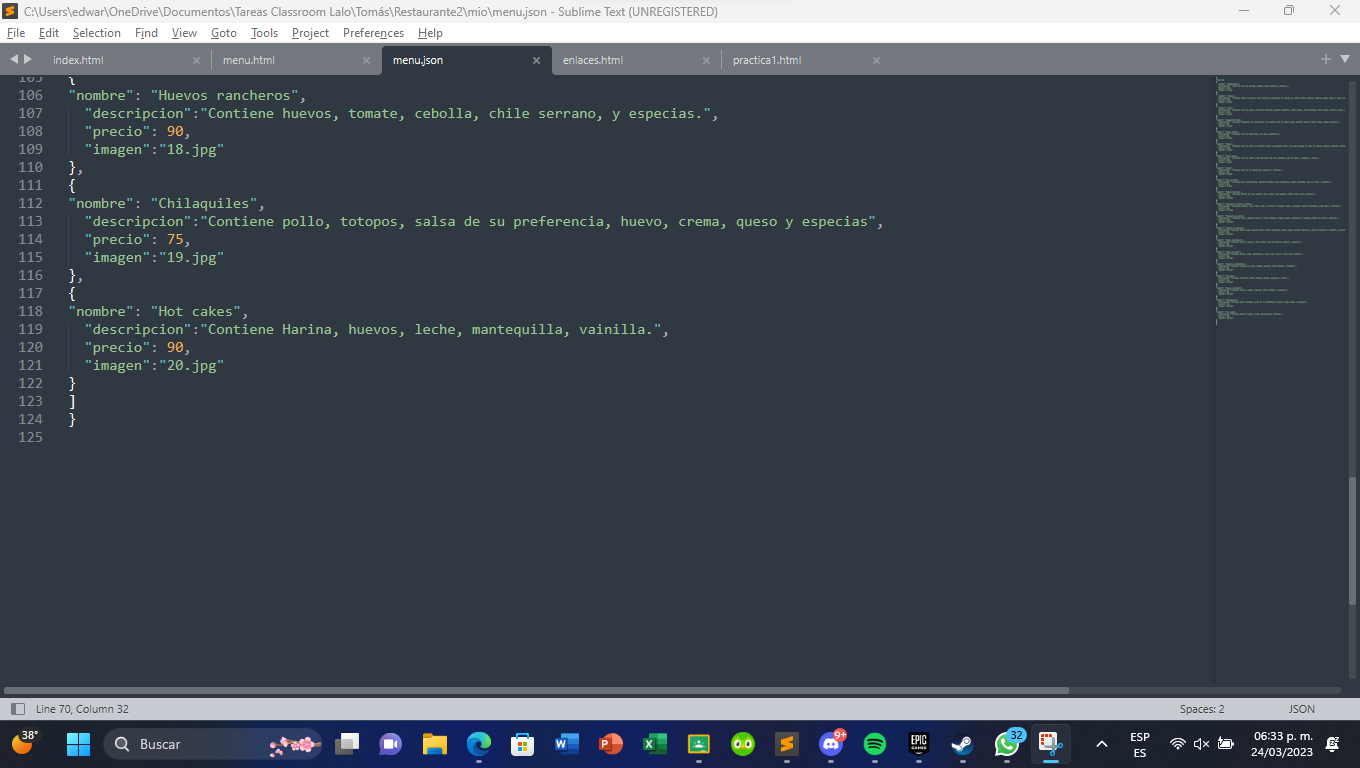 C:\Users\edwar\OneDrive\Documentos\Tareas Classroom Lalo\Tomás\Restaurante2\mio\menu.json - Sublime Text (UNREGISTERED)
File Edit Selection Find View Goto Tools Project Preferences Help
index.html menu.html menu.json enlaces.html practica1.html
105 {
106 "nombre": "Huevos rancheros",
107 "descripcion":"Contiene huevos, tomate, cebolla, chile serrano, y especias.",
108 "precio": 90,
109 "imagen":"18.jpg"
110 },
111 {
112 "nombre": "Chilaquiles",
113 "descripcion":"Contiene pollo, totopos, salsa de su preferencia, huevo, crema, queso y especias",
114 "precio": 75,
115 "imagen":"19.jpg"
116 },
117 {
118 "nombre": "Hot cakes",
119 "descripcion":"Contiene Harina, huevos, leche, mantequilla, vainilla.",
120 "precio": 90,
121 "imagen":"20.jpg"
122 }
123 ]
124 }
125
Line 70, Column 32 Spaces: 2 JSON
38° Buscar 9+ EPIC GAMES 32 ESP 06:33 p. m.
ES 24/03/2023